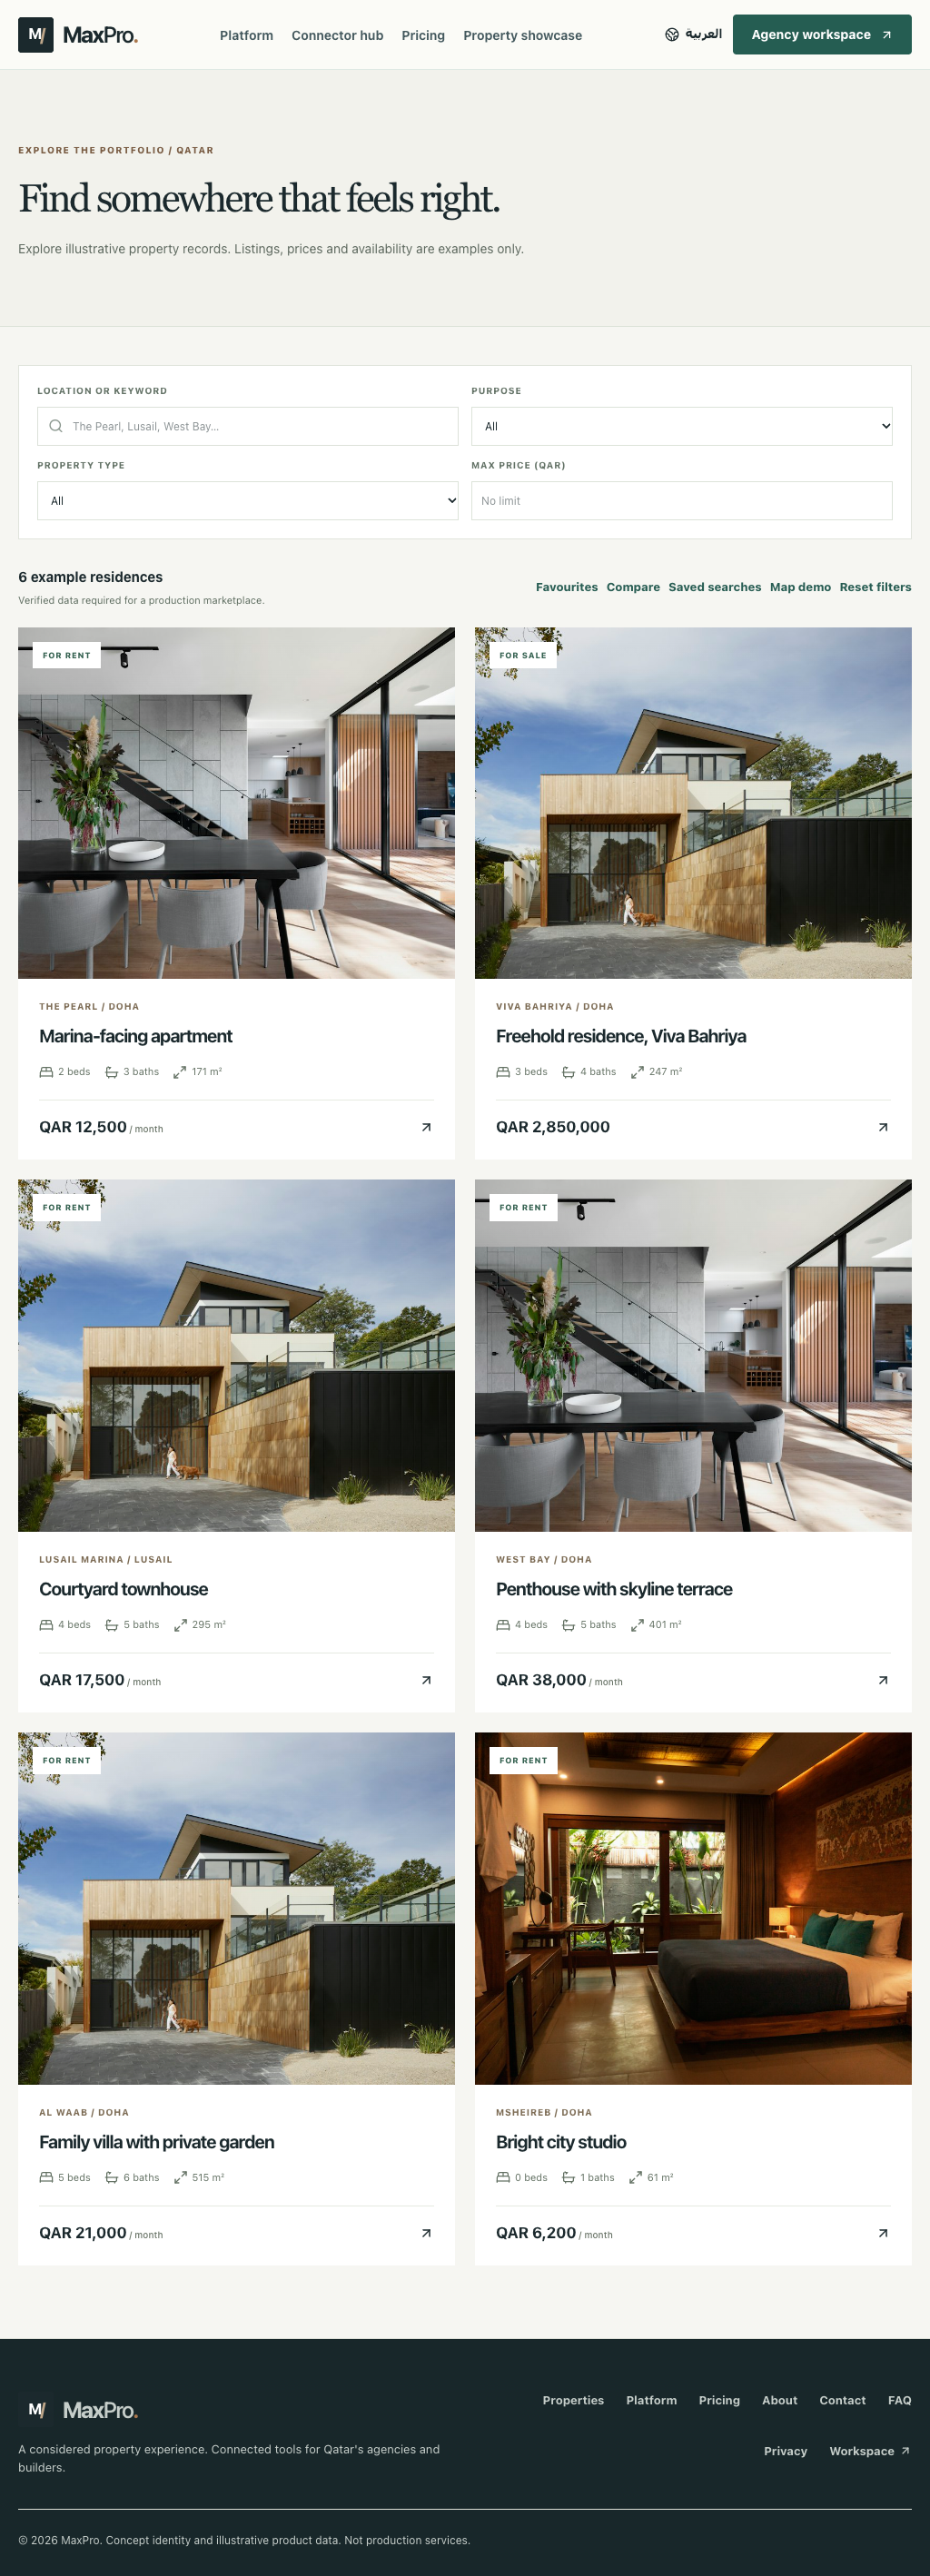 M/ MaxPro.
Platform Connector hub Pricing Property showcase
العربية
Agency workspace
EXPLORE THE PORTFOLIO / QATAR
Find somewhere that feels right.
Explore illustrative property records. Listings, prices and availability are examples only.
LOCATION OR KEYWORD
The Pearl, Lusail, West Bay...
PURPOSE
All
PROPERTY TYPE
All
MAX PRICE (QAR)
No limit
6 example residences
Verified data required for a production marketplace.
Favourites Compare Saved searches Map demo Reset filters
FOR RENT
THE PEARL / DOHA
Marina-facing apartment
2 beds 3 baths 171 m²
QAR 12,500 / month
FOR SALE
VIVA BAHRIYA / DOHA
Freehold residence, Viva Bahriya
3 beds 4 baths 247 m²
QAR 2,850,000
FOR RENT
LUSAIL MARINA / LUSAIL
Courtyard townhouse
4 beds 5 baths 295 m²
QAR 17,500 / month
FOR RENT
WEST BAY / DOHA
Penthouse with skyline terrace
4 beds 5 baths 401 m²
QAR 38,000 / month
FOR RENT
AL WAAB / DOHA
Family villa with private garden
5 beds 6 baths 515 m²
QAR 21,000 / month
FOR RENT
MSHEIREB / DOHA
Bright city studio
0 beds 1 baths 61 m²
QAR 6,200 / month
M/ MaxPro.
A considered property experience. Connected tools for Qatar's agencies and
builders.
Properties Platform Pricing About Contact FAQ
Privacy Workspace
© 2026 MaxPro. Concept identity and illustrative product data. Not production services.